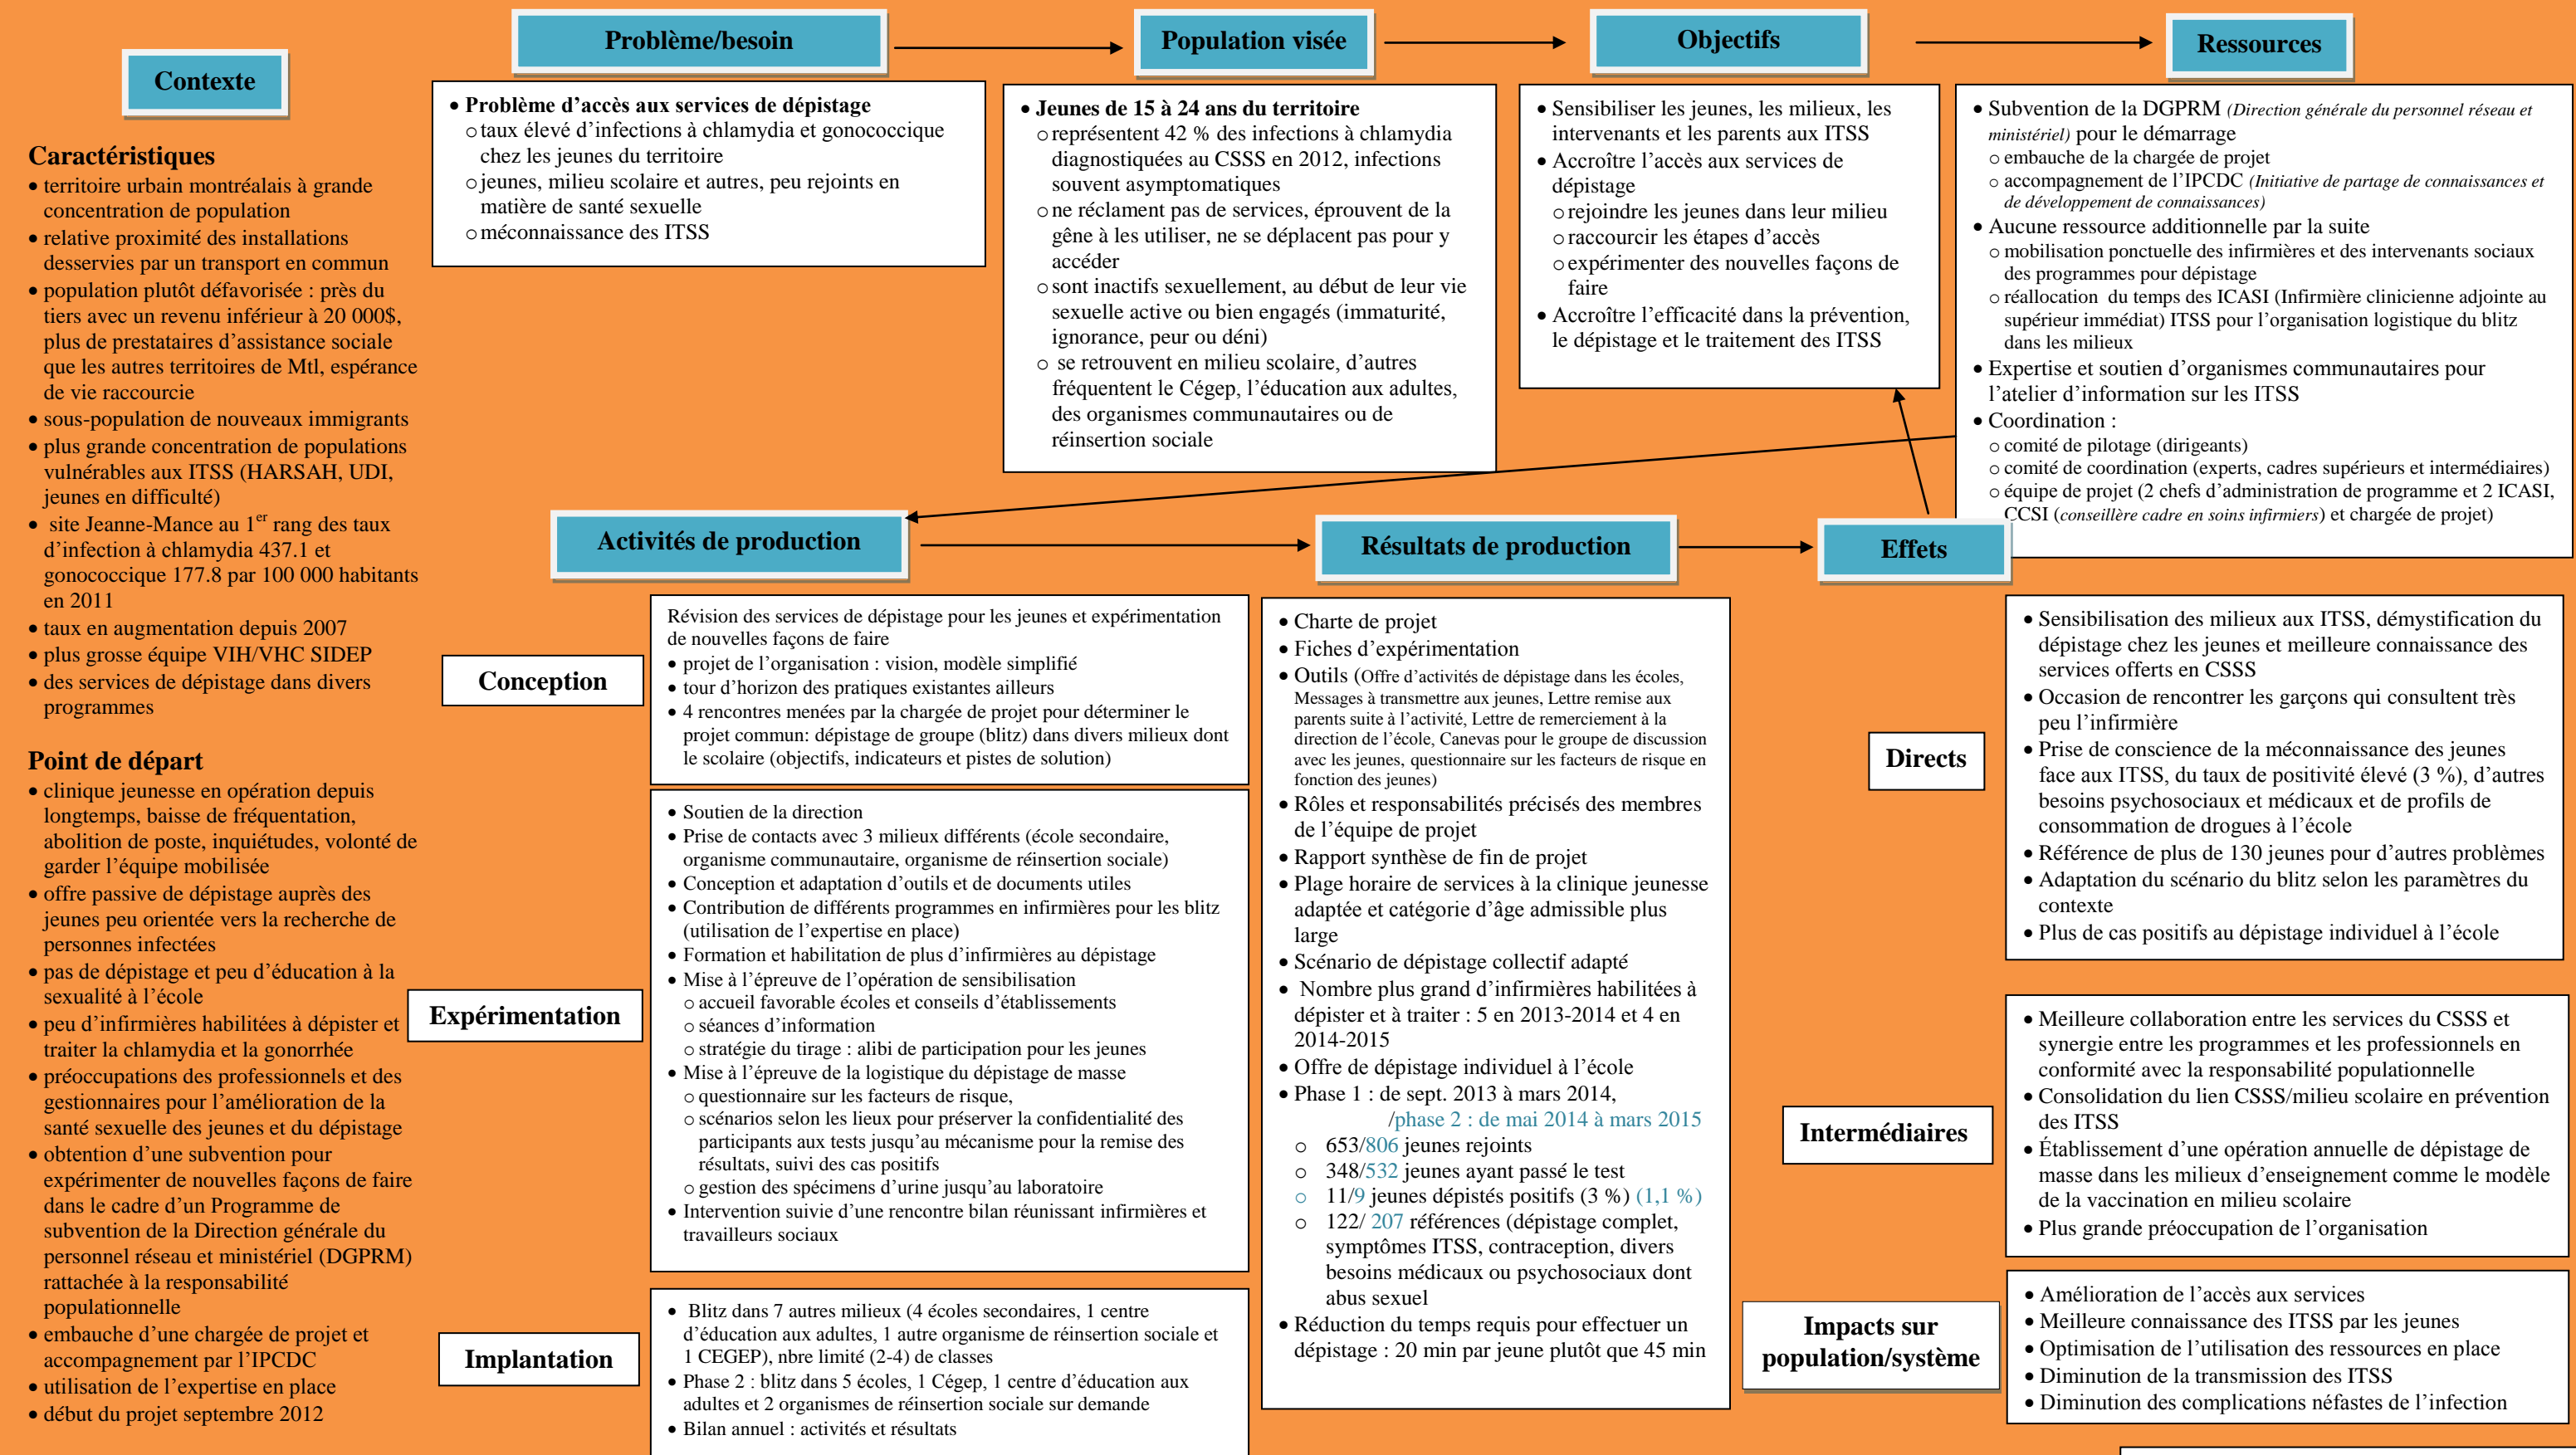 Contexte
Caractéristiques
• territoire urbain montréalais à grande
concentration de population
• relative proximité des installations
desservies par un transport en commun
• population plutôt défavorisée : près du
tiers avec un revenu inférieur à 20 000$,
plus de prestataires d'assistance sociale
que les autres territoires de Mtl, espérance
de vie raccourcie
• sous-population de nouveaux immigrants
• plus grande concentration de populations
vulnérables aux ITSS (HARSAH, UDI,
jeunes en difficulté)
• site Jeanne-Mance au 1er rang des taux
d'infection à chlamydia 437.1 et
gonococcique 177.8 par 100 000 habitants
en 2011
• taux en augmentation depuis 2007
• plus grosse équipe VIH/VHC SIDEP
• des services de dépistage dans divers
programmes
Point de départ
• clinique jeunesse en opération depuis
longtemps, baisse de fréquentation,
abolition de poste, inquiétudes, volonté de
garder l'équipe mobilisée
• offre passive de dépistage auprès des
jeunes peu orientée vers la recherche de
personnes infectées
• pas de dépistage et peu d'éducation à la
sexualité à l'école
• peu d'infirmières habilitées à dépister et
traiter la chlamydia et la gonorrhée
• préoccupations des professionnels et des
gestionnaires pour l'amélioration de la
santé sexuelle des jeunes et du dépistage
• obtention d'une subvention pour
expérimenter de nouvelles façons de faire
dans le cadre d'un Programme de
subvention de la Direction générale du
personnel réseau et ministériel (DGPRM)
rattachée à la responsabilité
populationnelle
• embauche d'une chargée de projet et
accompagnement par l'IPCDC
• utilisation de l'expertise en place
• début du projet septembre 2012
Problème/besoin
• Problème d'accès aux services de dépistage
o taux élevé d'infections à chlamydia et gonococcique
chez les jeunes du territoire
o jeunes, milieu scolaire et autres, peu rejoints en
matière de santé sexuelle
o méconnaissance des ITSS
Population visée
• Jeunes de 15 à 24 ans du territoire
o représentent 42 % des infections à chlamydia
diagnostiquées au CSSS en 2012, infections
souvent asymptomatiques
o ne réclament pas de services, éprouvent de la
gêne à les utiliser, ne se déplacent pas pour y
accéder
o sont inactifs sexuellement, au début de leur vie
sexuelle active ou bien engagés (immaturité,
ignorance, peur ou déni)
o se retrouvent en milieu scolaire, d'autres
fréquentent le Cégep, l'éducation aux adultes,
des organismes communautaires ou de
réinsertion sociale
Objectifs
• Sensibiliser les jeunes, les milieux, les
intervenants et les parents aux ITSS
• Accroître l'accès aux services de
dépistage
o rejoindre les jeunes dans leur milieu
o raccourcir les étapes d'accès
o expérimenter des nouvelles façons de
faire
• Accroître l'efficacité dans la prévention,
le dépistage et le traitement des ITSS
Ressources
• Subvention de la DGPRM (Direction générale du personnel réseau et
ministériel) pour le démarrage
o embauche de la chargée de projet
o accompagnement de l'IPCDC (Initiative de partage de connaissances et
de développement de connaissances)
• Aucune ressource additionnelle par la suite
o mobilisation ponctuelle des infirmières et des intervenants sociaux
des programmes pour dépistage
o réallocation du temps des ICASI (Infirmière clinicienne adjointe au
supérieur immédiat) ITSS pour l'organisation logistique du blitz
dans les milieux
• Expertise et soutien d'organismes communautaires pour
l'atelier d'information sur les ITSS
• Coordination :
o comité de pilotage (dirigeants)
o comité de coordination (experts, cadres supérieurs et intermédiaires)
o équipe de projet (2 chefs d'administration de programme et 2 ICASI,
CCSI (conseillère cadre en soins infirmiers) et chargée de projet)
Activités de production
Conception
Révision des services de dépistage pour les jeunes et expérimentation
de nouvelles façons de faire
• projet de l'organisation : vision, modèle simplifié
• tour d'horizon des pratiques existantes ailleurs
• 4 rencontres menées par la chargée de projet pour déterminer le
projet commun: dépistage de groupe (blitz) dans divers milieux dont
le scolaire (objectifs, indicateurs et pistes de solution)
Expérimentation
• Soutien de la direction
• Prise de contacts avec 3 milieux différents (école secondaire,
organisme communautaire, organisme de réinsertion sociale)
• Conception et adaptation d'outils et de documents utiles
• Contribution de différents programmes en infirmières pour les blitz
(utilisation de l'expertise en place)
• Formation et habilitation de plus d'infirmières au dépistage
• Mise à l'épreuve de l'opération de sensibilisation
o accueil favorable écoles et conseils d'établissements
o séances d'information
o stratégie du tirage : alibi de participation pour les jeunes
• Mise à l'épreuve de la logistique du dépistage de masse
o questionnaire sur les facteurs de risque,
o scénarios selon les lieux pour préserver la confidentialité des
participants aux tests jusqu'au mécanisme pour la remise des
résultats, suivi des cas positifs
o gestion des spécimens d'urine jusqu'au laboratoire
• Intervention suivie d'une rencontre bilan réunissant infirmières et
travailleurs sociaux
Implantation
• Blitz dans 7 autres milieux (4 écoles secondaires, 1 centre
d'éducation aux adultes, 1 autre organisme de réinsertion sociale et
1 CEGEP), nbre limité (2-4) de classes
• Phase 2 : blitz dans 5 écoles, 1 Cégep, 1 centre d'éducation aux
adultes et 2 organismes de réinsertion sociale sur demande
• Bilan annuel : activités et résultats
Résultats de production
• Charte de projet
• Fiches d'expérimentation
• Outils (Offre d'activités de dépistage dans les écoles,
Messages à transmettre aux jeunes, Lettre remise aux
parents suite à l'activité, Lettre de remerciement à la
direction de l'école, Canevas pour le groupe de discussion
avec les jeunes, questionnaire sur les facteurs de risque en
fonction des jeunes)
• Rôles et responsabilités précisés des membres
de l'équipe de projet
• Rapport synthèse de fin de projet
• Plage horaire de services à la clinique jeunesse
adaptée et catégorie d'âge admissible plus
large
• Scénario de dépistage collectif adapté
• Nombre plus grand d'infirmières habilitées à
dépister et à traiter : 5 en 2013-2014 et 4 en
2014-2015
• Offre de dépistage individuel à l'école
• Phase 1 : de sept. 2013 à mars 2014,
/phase 2 : de mai 2014 à mars 2015
o 653/806 jeunes rejoints
o 348/532 jeunes ayant passé le test
o 11/9 jeunes dépistés positifs (3 %) (1,1 %)
o 122/ 207 références (dépistage complet,
symptômes ITSS, contraception, divers
besoins médicaux ou psychosociaux dont
abus sexuel
• Réduction du temps requis pour effectuer un
dépistage : 20 min par jeune plutôt que 45 min
Effets
Directs
• Sensibilisation des milieux aux ITSS, démystification du
dépistage chez les jeunes et meilleure connaissance des
services offerts en CSSS
• Occasion de rencontrer les garçons qui consultent très
peu l'infirmière
• Prise de conscience de la méconnaissance des jeunes
face aux ITSS, du taux de positivité élevé (3 %), d'autres
besoins psychosociaux et médicaux et de profils de
consommation de drogues à l'école
• Référence de plus de 130 jeunes pour d'autres problèmes
• Adaptation du scénario du blitz selon les paramètres du
contexte
• Plus de cas positifs au dépistage individuel à l'école
Intermédiaires
• Meilleure collaboration entre les services du CSSS et
synergie entre les programmes et les professionnels en
conformité avec la responsabilité populationnelle
• Consolidation du lien CSSS/milieu scolaire en prévention
des ITSS
• Établissement d'une opération annuelle de dépistage de
masse dans les milieux d'enseignement comme le modèle
de la vaccination en milieu scolaire
• Plus grande préoccupation de l'organisation
Impacts sur
population/système
• Amélioration de l'accès aux services
• Meilleure connaissance des ITSS par les jeunes
• Optimisation de l'utilisation des ressources en place
• Diminution de la transmission des ITSS
• Diminution des complications néfastes de l'infection